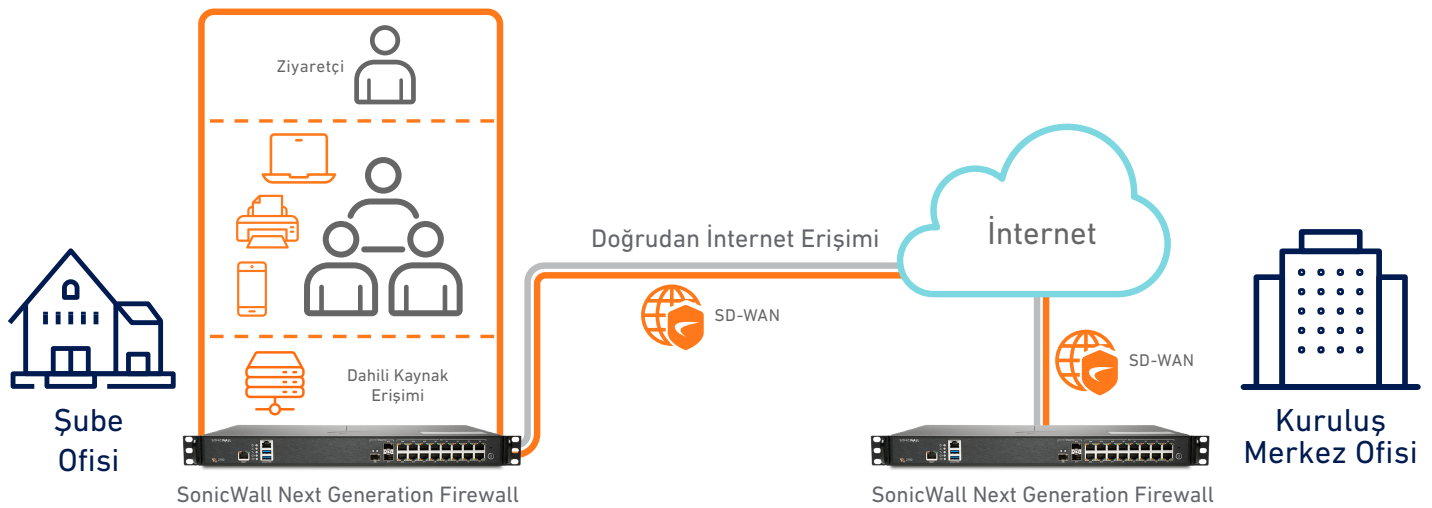 Ziyaretçi
Dahili Kaynak
Erişimi
Şube
Ofisi
SonicWall Next Generation Firewall
Doğrudan İnternet Erişimi
SD-WAN
İnternet
SD-WAN
SonicWall Next Generation Firewall
Kuruluş
Merkez Ofisi